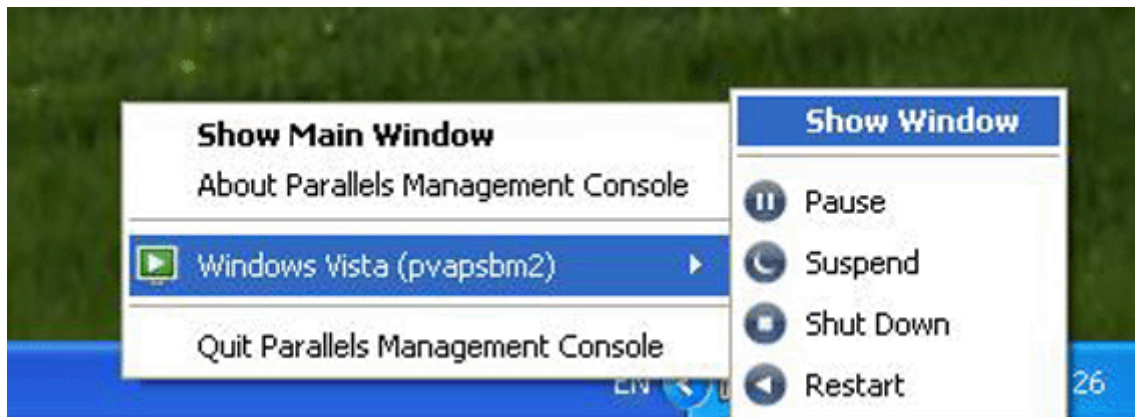 Show Main Window
About Parallels Management Console
Windows Vista (pvapsbm2)
Quit Parallels Management Console
Show Window
Pause
Suspend
Shut Down
Restart
EN
26